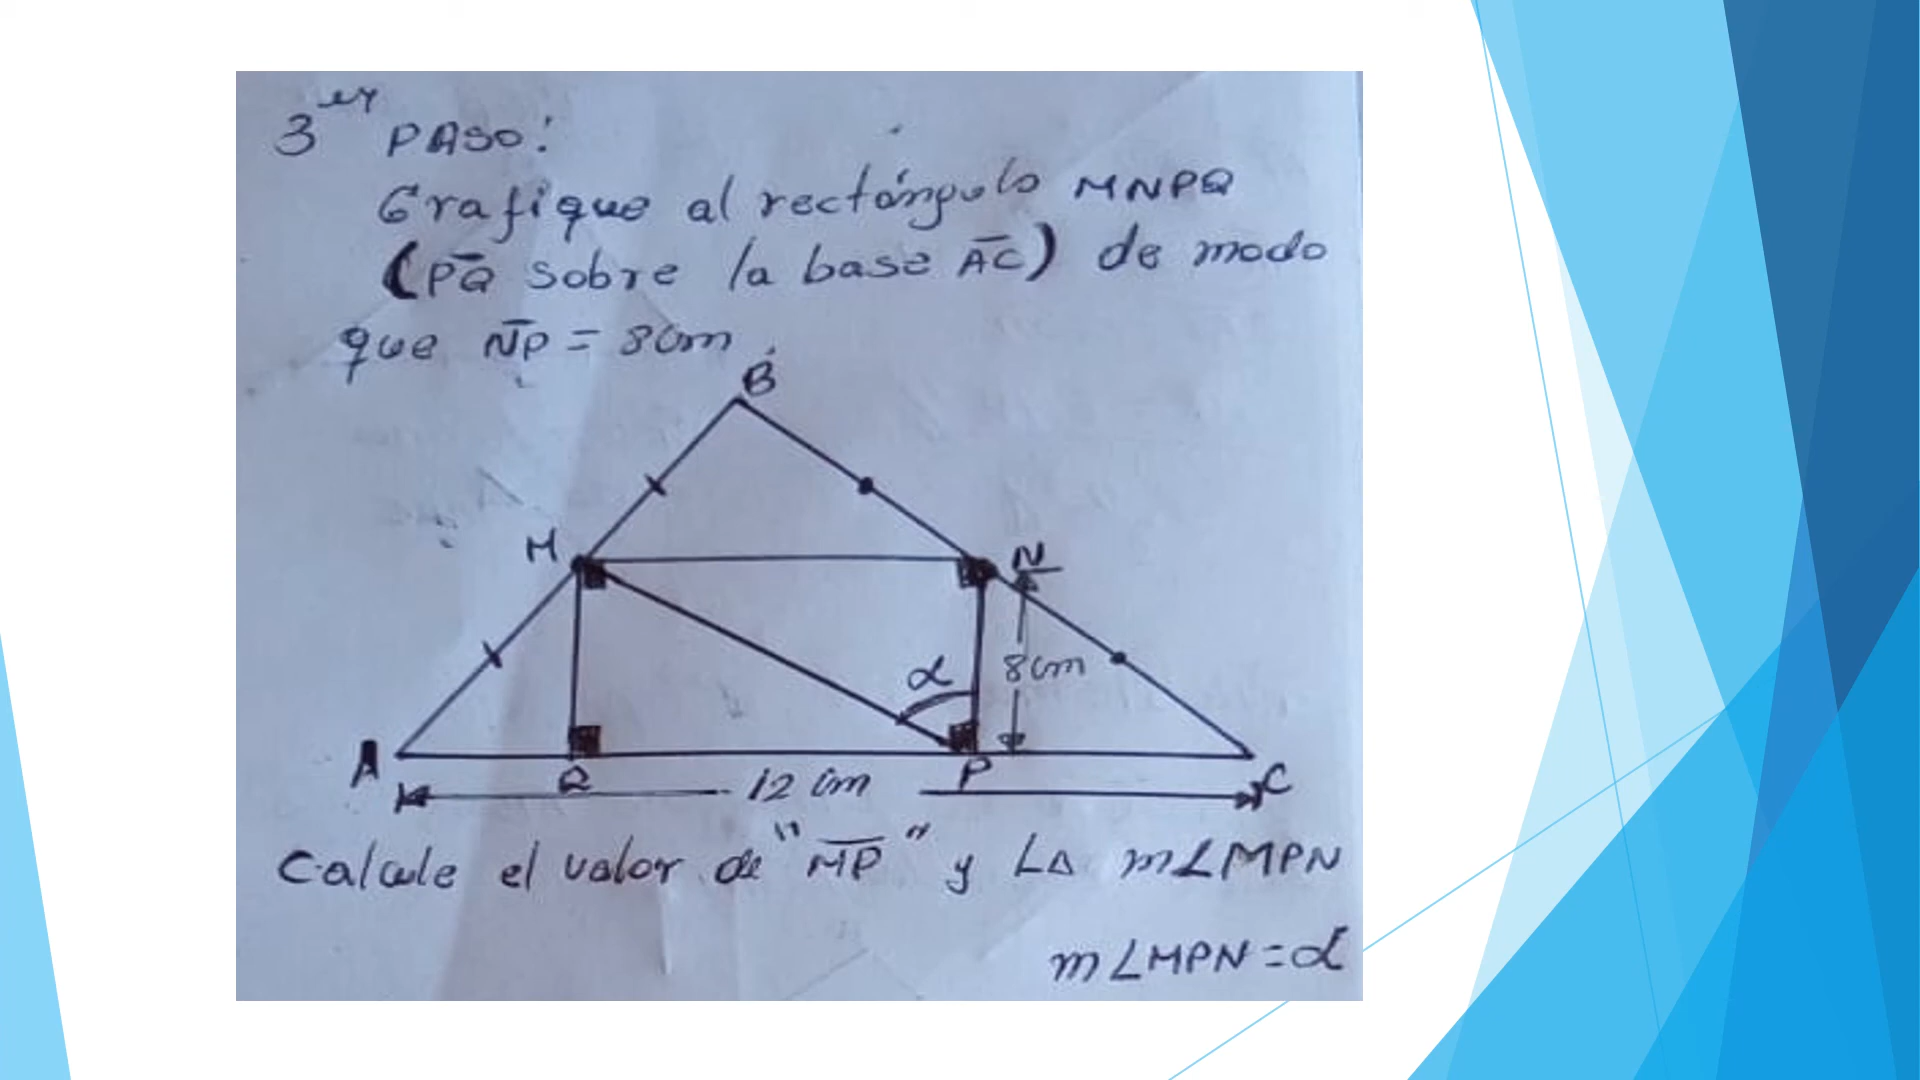 3er PASO:
Grafique al rectángulo MNPQ
(PQ sobre la base AC) de modo
que NP = 8cm
B
M
N
α
8cm
A
Q
P
C
12 cm
Calcule el valor de "MP" y LA m∠MPN
m∠MPN = α